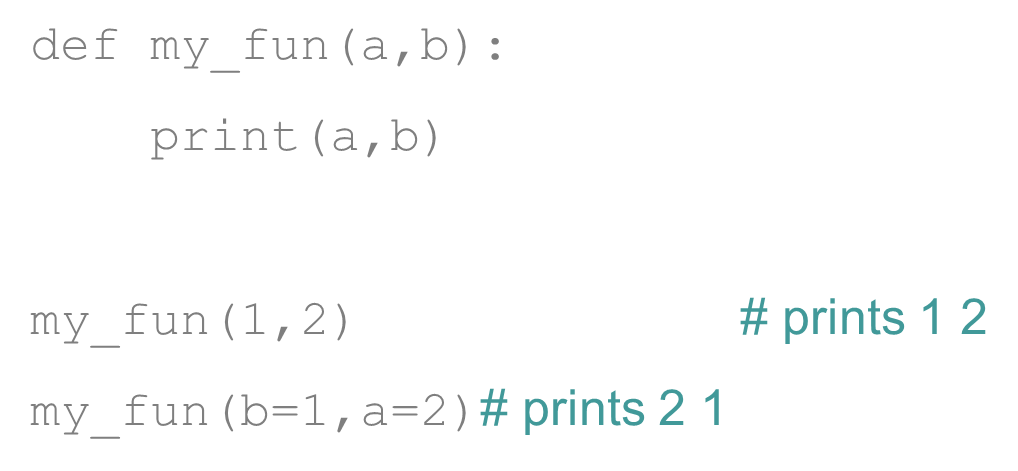 def my_fun(a,b):
    print(a,b)
my_fun(1,2) # prints 1 2
my_fun(b=1,a=2)# prints 2 1